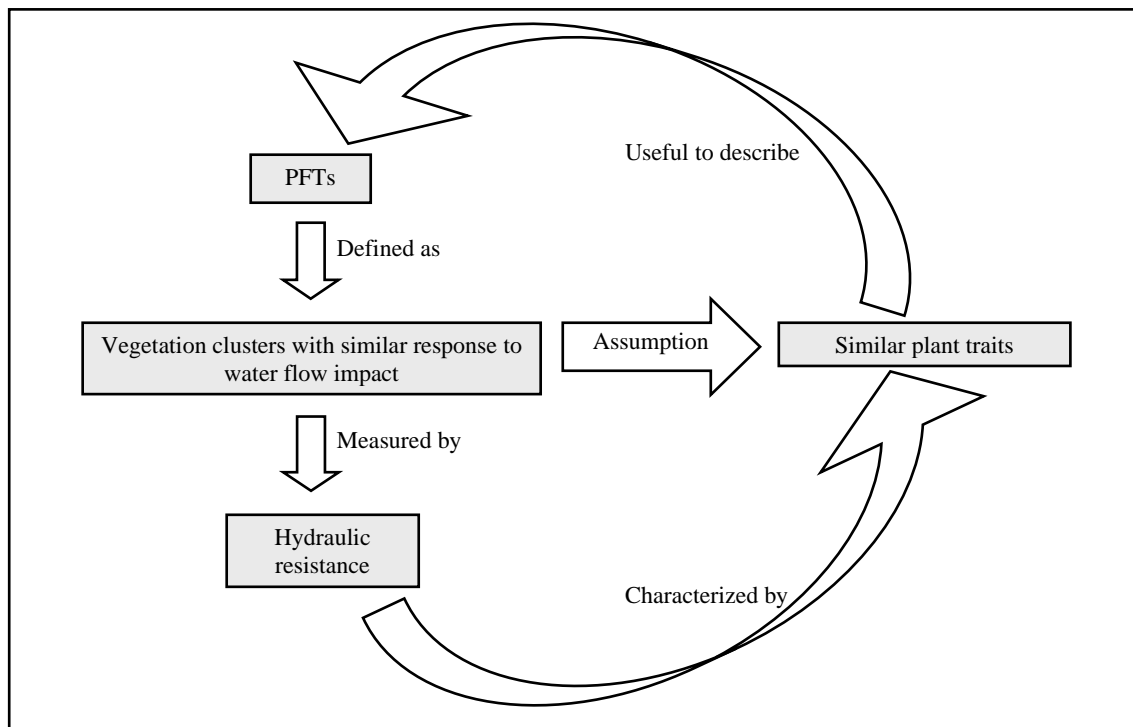 Useful to describe
PFTs
Defined as
Vegetation clusters with similar response to
water flow impact
Assumption
Similar plant traits
Measured by
Hydraulic
resistance
Characterized by